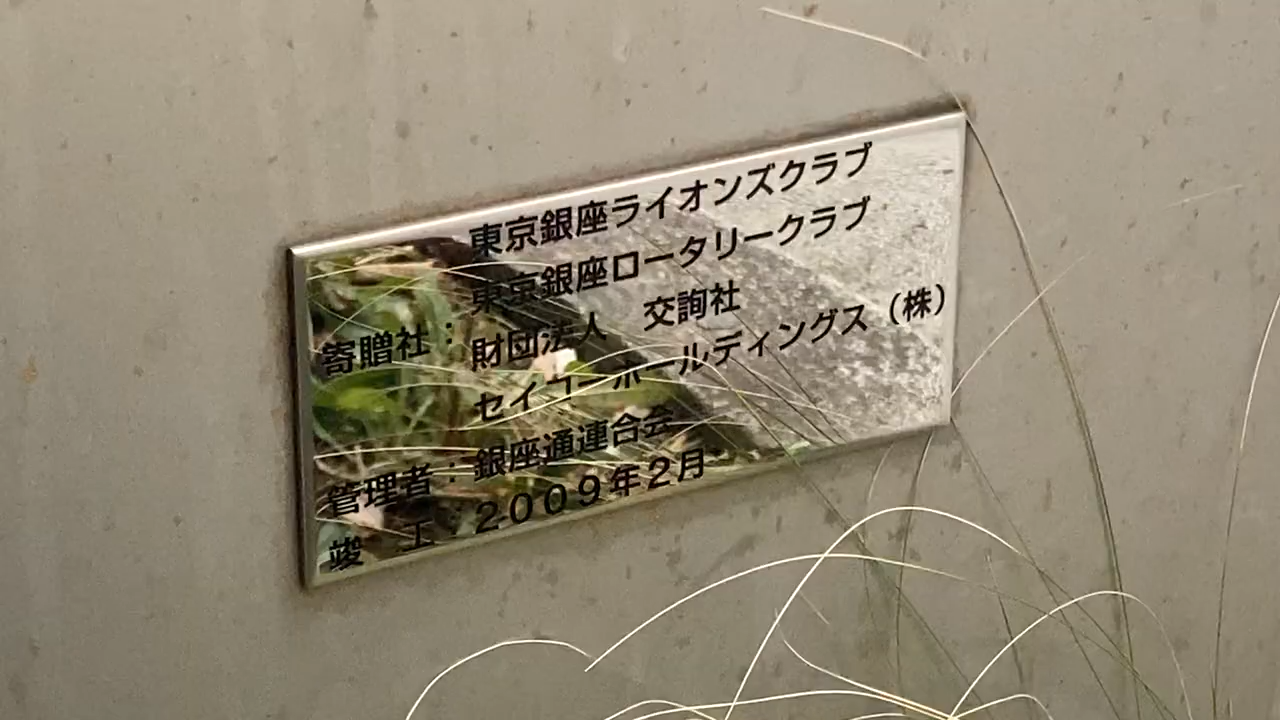 東京銀座ライオンズクラブ
東京銀座ロータリークラブ
寄贈社：財団法人　交詢社
セイコーホールディングス（株）
管理者：銀座通連合会
竣　工：２００９年２月